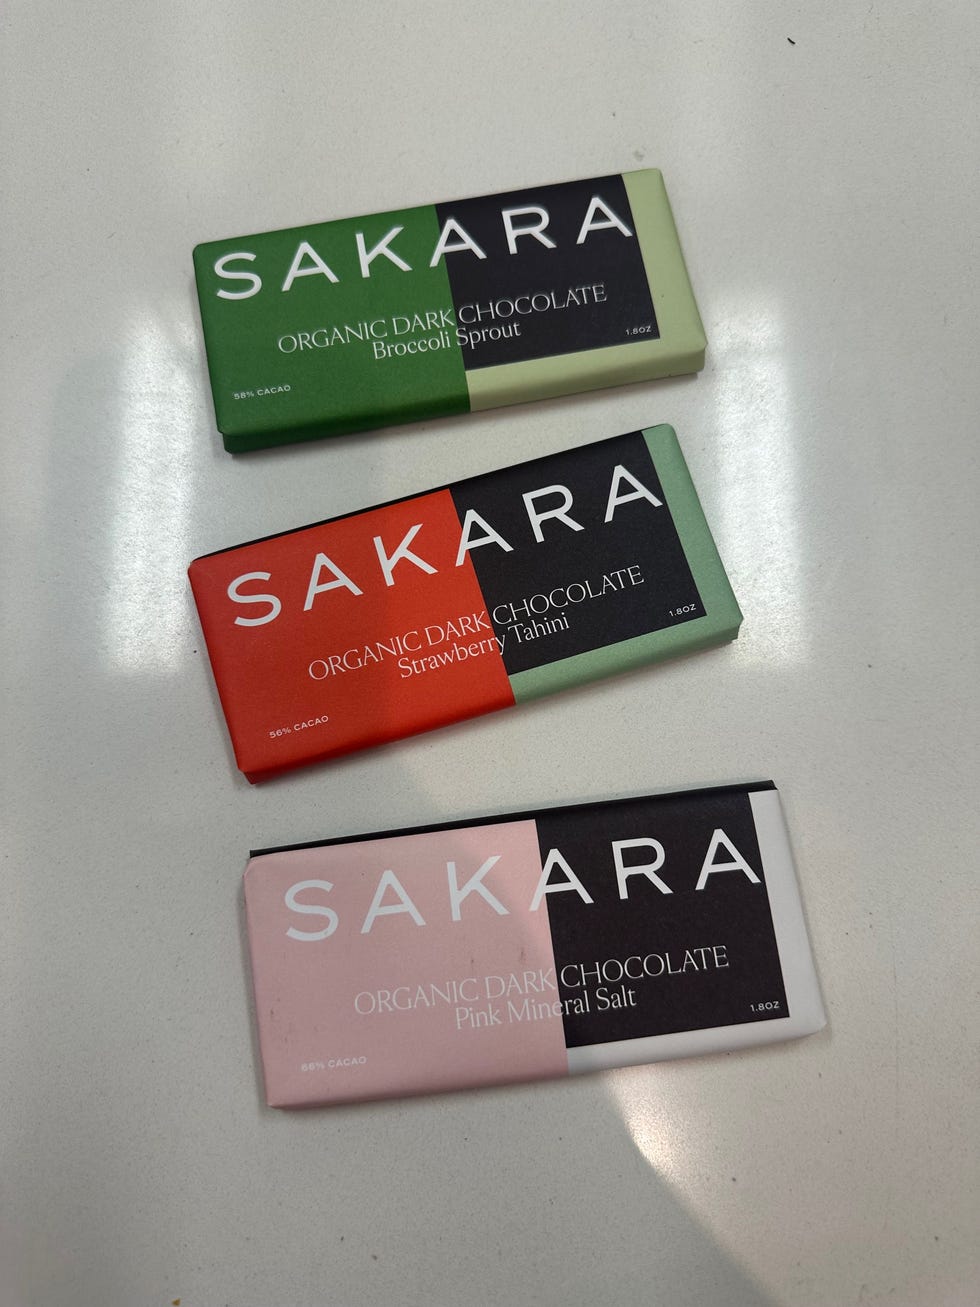 SAKARA
ORGANIC DARK CHOCOLATE
Broccoli Sprout
1.8OZ
58% CACAO
SAKARA
ORGANIC DARK CHOCOLATE
Strawberry Tahini
1.8OZ
56% CACAO
SAKARA
ORGANIC DARK CHOCOLATE
Pink Mineral Salt
1.8OZ
66% CACAO